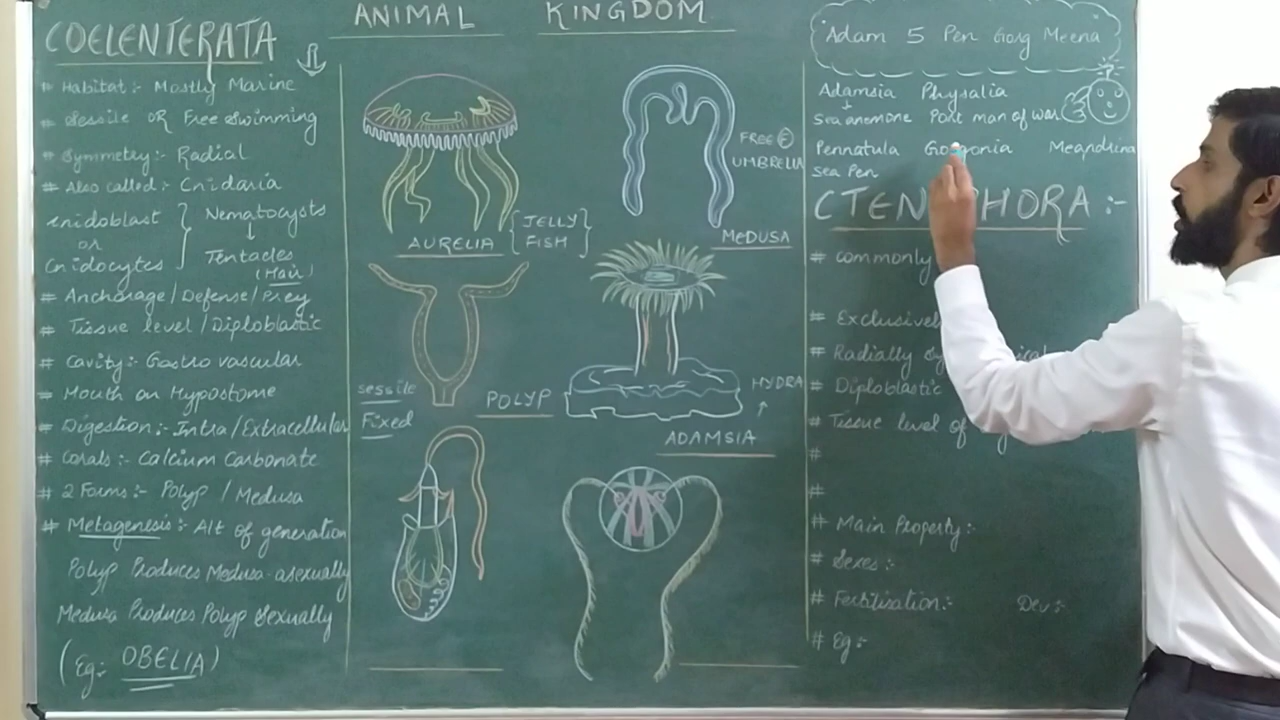 ANIMAL KINGDOM
COELENTERATA
# Habitat :- Mostly Marine
# Sessile OR Free Swimming
# Symmetry :- Radial
# Also called :- Cnidaria
cnidoblast
or
Cnidocytes
Nematocysts
Tentacles
(Hair)
# Anchorage / Defense / Prey
# Tissue level / Diploblastic
# Cavity :- Gastro vascular
# Mouth on Hypostome
# Digestion :- Intra / Extracellular
# Corals :- Calcium Carbonate
# 2 Forms :- Polyp / Medusa
# Metagenesis :- Alt of generation
Polyp Produces Medusa asexually
Medusa Produces Polyp Sexually
(Eg:- OBELIA)
AURELIA { JELLY FISH }
FREE
UMBRELLA
MEDUSA
sessile
Fixed
POLYP
HYDRA
ADAMSIA
Adam 5 Pen Gorg Meena
Adamsia Physalia
Sea anemone Port man of war
Pennatula Gorgonia Meandrina
Sea Pen
CTENOPHORA :-
# commonly
# Exclusively
# Radially
# Diploblastic
# Tissue level of
#
#
# Main Property :-
# Sexes :-
# Fertilisation :- Dev :-
# Eg :-